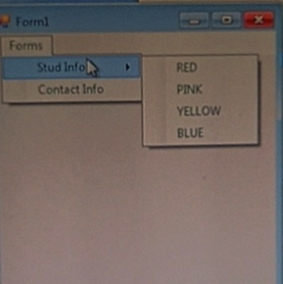 Form1
Forms
Stud Info
Contact Info
RED
PINK
YELLOW
BLUE